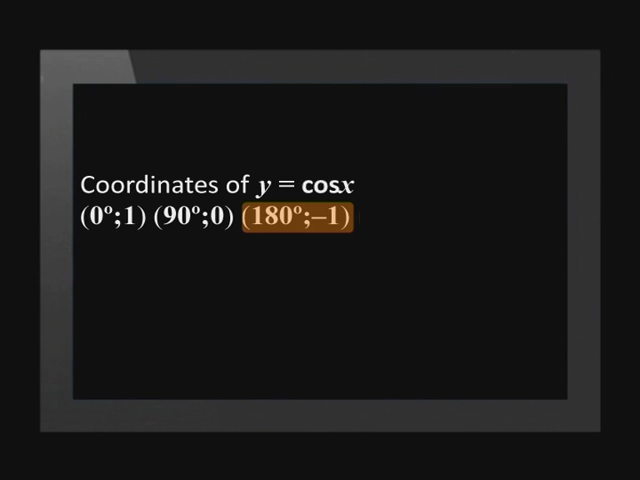 Coordinates of y = cosx
(0º;1) (90º;0) (180º;–1)